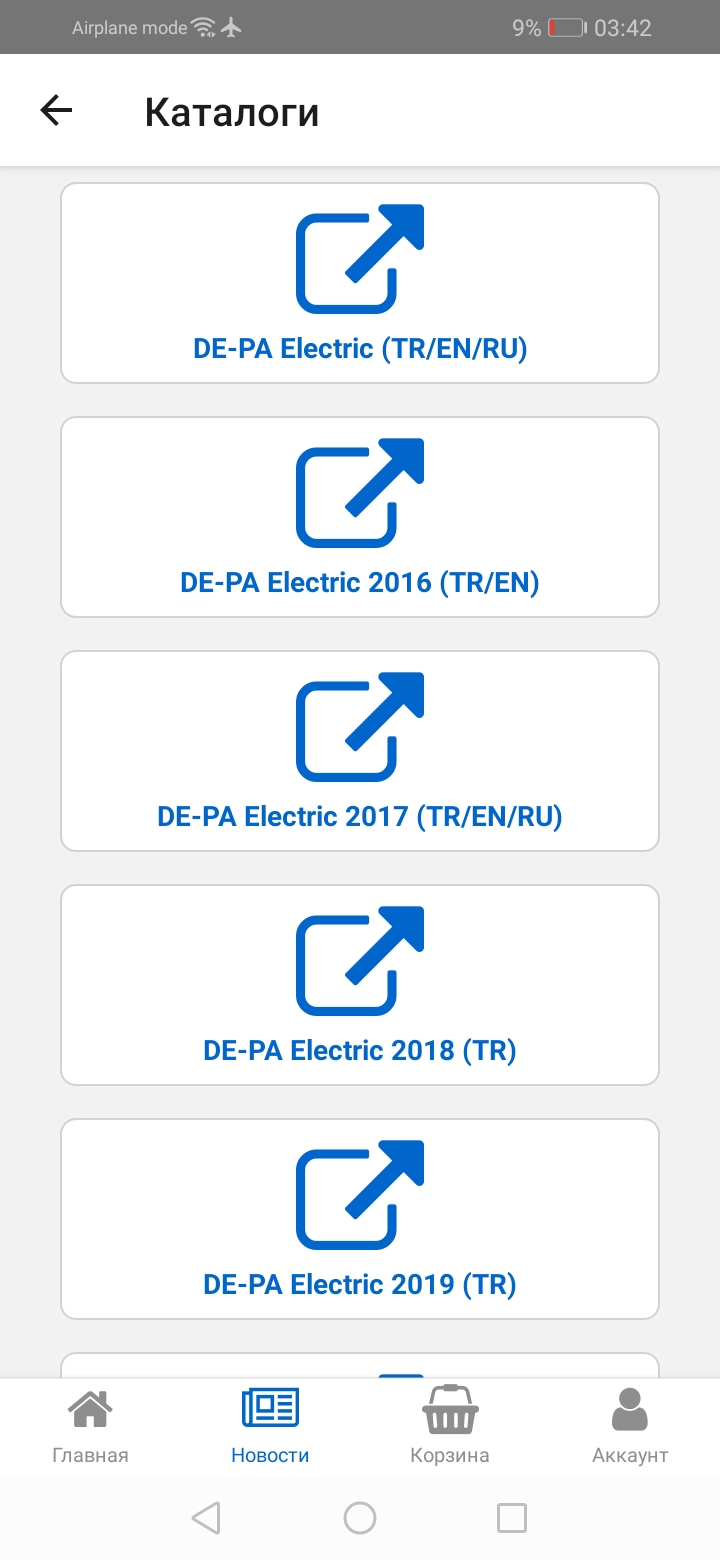 Airplane mode 9% 03:42
Каталоги
DE-PA Electric (TR/EN/RU)
DE-PA Electric 2016 (TR/EN)
DE-PA Electric 2017 (TR/EN/RU)
DE-PA Electric 2018 (TR)
DE-PA Electric 2019 (TR)
Главная Новости Корзина Аккаунт